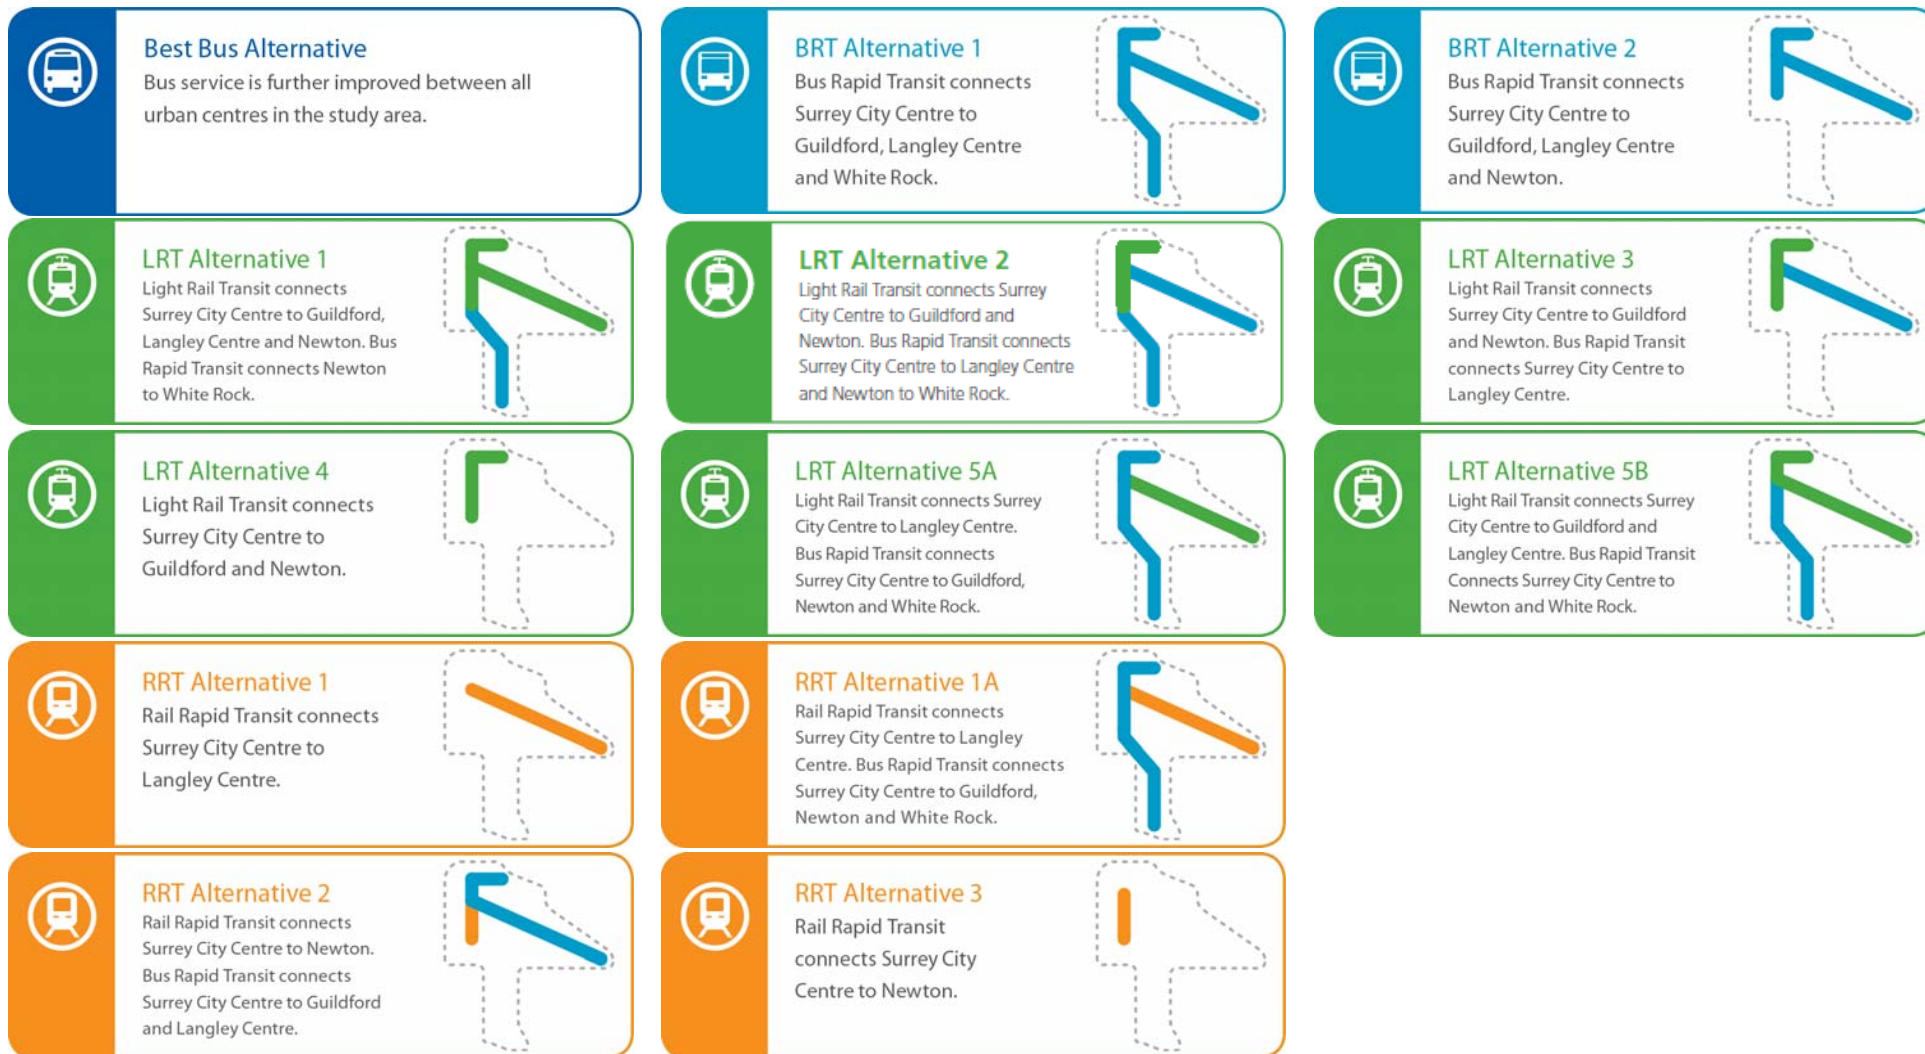 Best Bus Alternative
Bus service is further improved between all
urban centres in the study area.
BRT Alternative 1
Bus Rapid Transit connects
Surrey City Centre to
Guildford, Langley Centre
and White Rock.
BRT Alternative 2
Bus Rapid Transit connects
Surrey City Centre to
Guildford, Langley Centre
and Newton.
LRT Alternative 1
Light Rail Transit connects
Surrey City Centre to Guildford,
Langley Centre and Newton. Bus
Rapid Transit connects Newton
to White Rock.
LRT Alternative 2
Light Rail Transit connects Surrey
City Centre to Guildford and
Newton. Bus Rapid Transit connects
Surrey City Centre to Langley Centre
and Newton to White Rock.
LRT Alternative 3
Light Rail Transit connects
Surrey City Centre to Guildford
and Newton. Bus Rapid Transit
connects Surrey City Centre to
Langley Centre.
LRT Alternative 4
Light Rail Transit connects
Surrey City Centre to
Guildford and Newton.
LRT Alternative 5A
Light Rail Transit connects Surrey
City Centre to Langley Centre.
Bus Rapid Transit connects
Surrey City Centre to Guildford,
Newton and White Rock.
LRT Alternative 5B
Light Rail Transit connects Surrey
City Centre to Guildford and
Langley Centre. Bus Rapid Transit
Connects Surrey City Centre to
Newton and White Rock.
RRT Alternative 1
Rail Rapid Transit connects
Surrey City Centre to
Langley Centre.
RRT Alternative 1A
Rail Rapid Transit connects
Surrey City Centre to Langley
Centre. Bus Rapid Transit connects
Surrey City Centre to Guildford,
Newton and White Rock.
RRT Alternative 2
Rail Rapid Transit connects
Surrey City Centre to Newton.
Bus Rapid Transit connects
Surrey City Centre to Guildford
and Langley Centre.
RRT Alternative 3
Rail Rapid Transit
connects Surrey City
Centre to Newton.